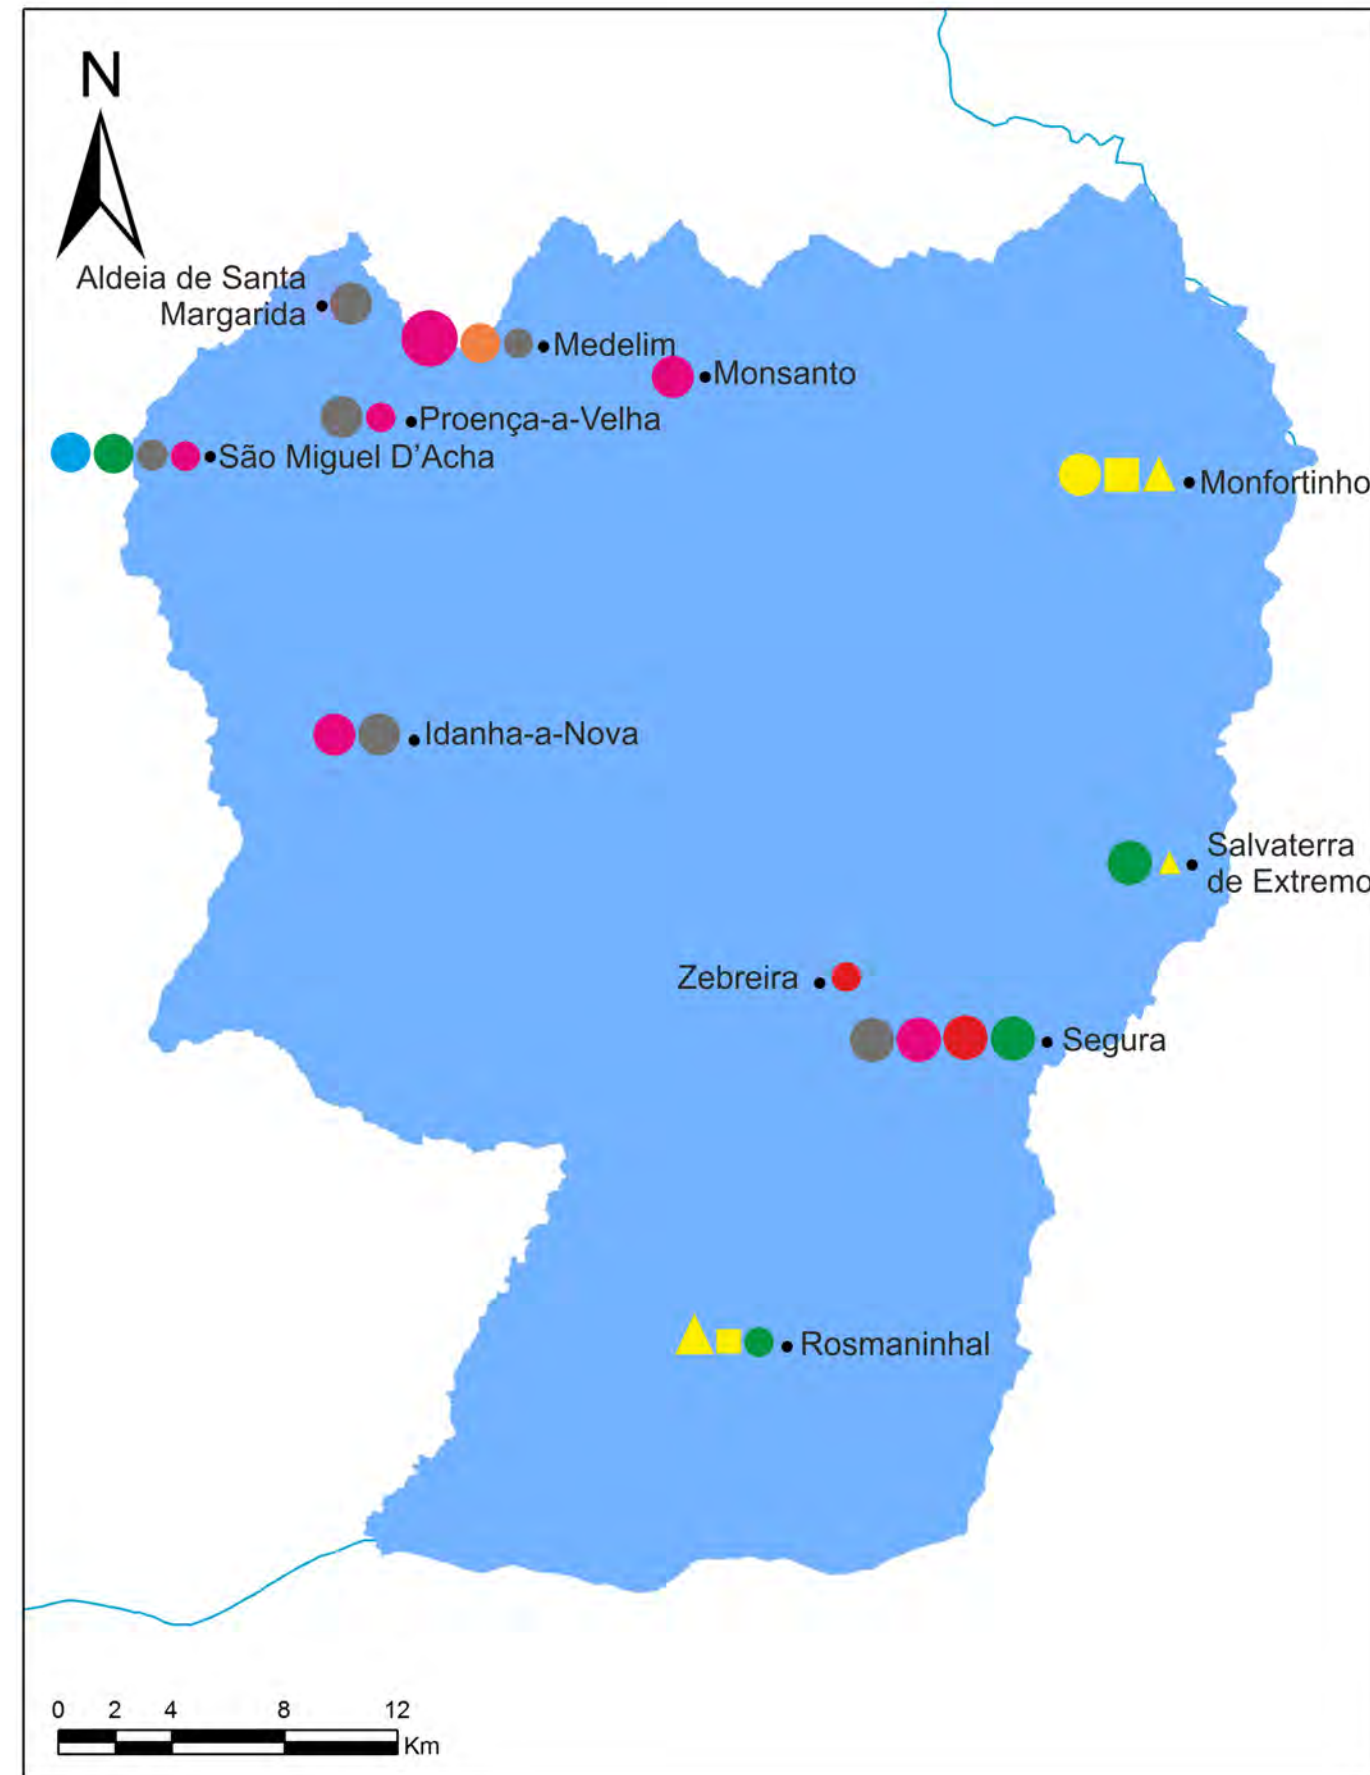 N
Aldeia de Santa
Margarida
Medelim
Monsanto
Proença-a-Velha
São Miguel D'Acha
Monfortinho
Idanha-a-Nova
Salvaterra
de Extremo
Zebreira
Segura
Rosmaninhal
0 2 4 8 12
Km